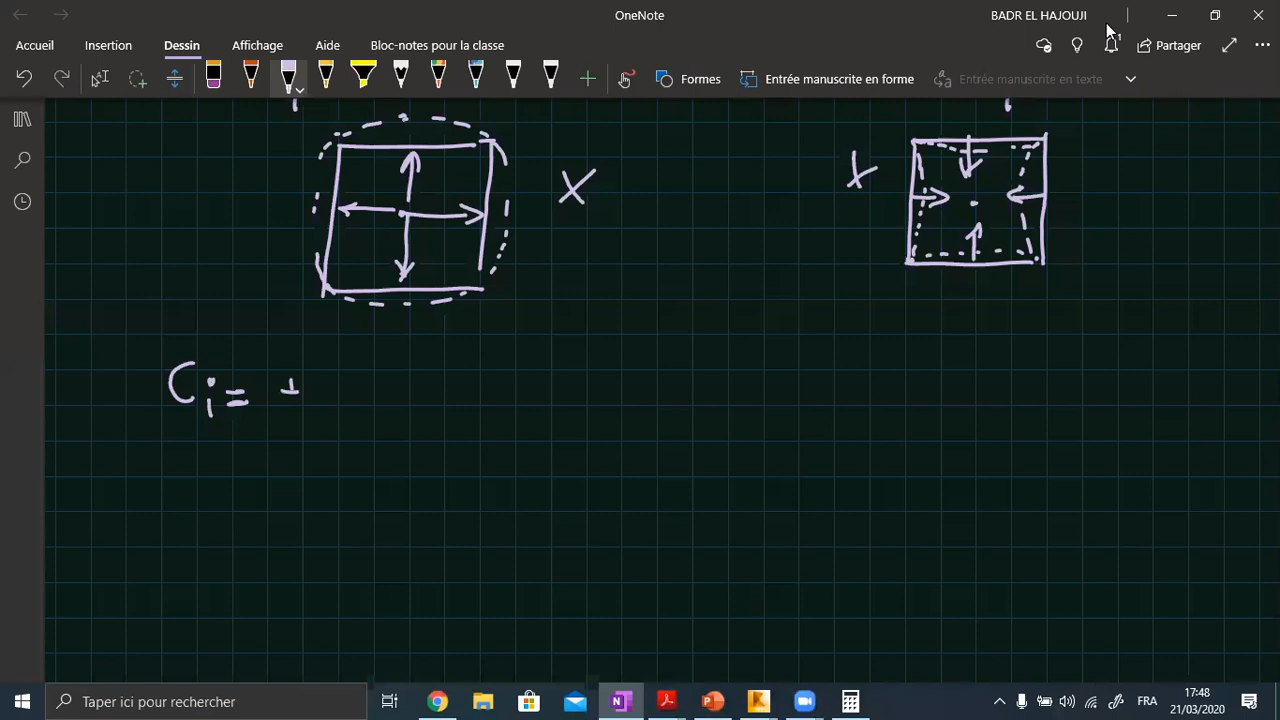 OneNote
BADR EL HAJOUJI
Accueil Insertion Dessin Affichage Aide Bloc-notes pour la classe
1
Partager
Formes Entrée manuscrite en forme Entrée manuscrite en texte
X
X
Ci = +
Taper ici pour rechercher
FRA
17:48
21/03/2020